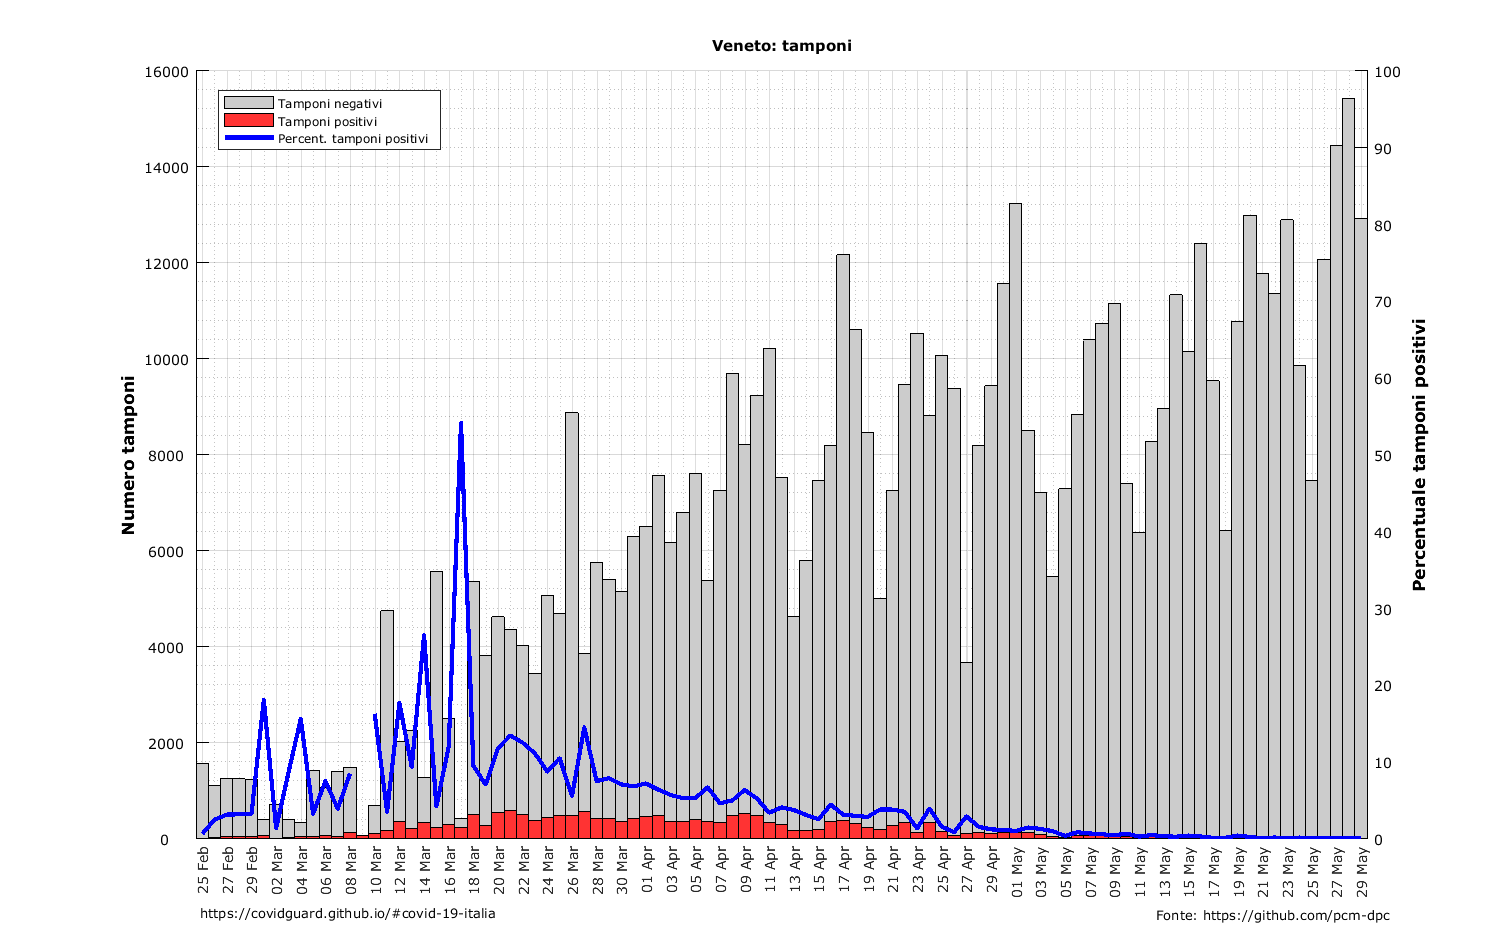 Veneto: tamponi
16000
14000
12000
10000
8000
6000
4000
2000
0
Numero tamponi
Tamponi negativi
Tamponi positivi
Percent. tamponi positivi
100
90
80
70
60
50
40
30
20
10
0
Percentuale tamponi positivi
25 Feb
27 Feb
29 Feb
02 Mar
04 Mar
06 Mar
08 Mar
10 Mar
12 Mar
14 Mar
16 Mar
18 Mar
20 Mar
22 Mar
24 Mar
26 Mar
28 Mar
30 Mar
01 Apr
03 Apr
05 Apr
07 Apr
09 Apr
11 Apr
13 Apr
15 Apr
17 Apr
19 Apr
21 Apr
23 Apr
25 Apr
27 Apr
29 Apr
01 May
03 May
05 May
07 May
09 May
11 May
13 May
15 May
17 May
19 May
21 May
23 May
25 May
27 May
29 May
https://covidguard.github.io/#covid-19-italia
Fonte: https://github.com/pcm-dpc